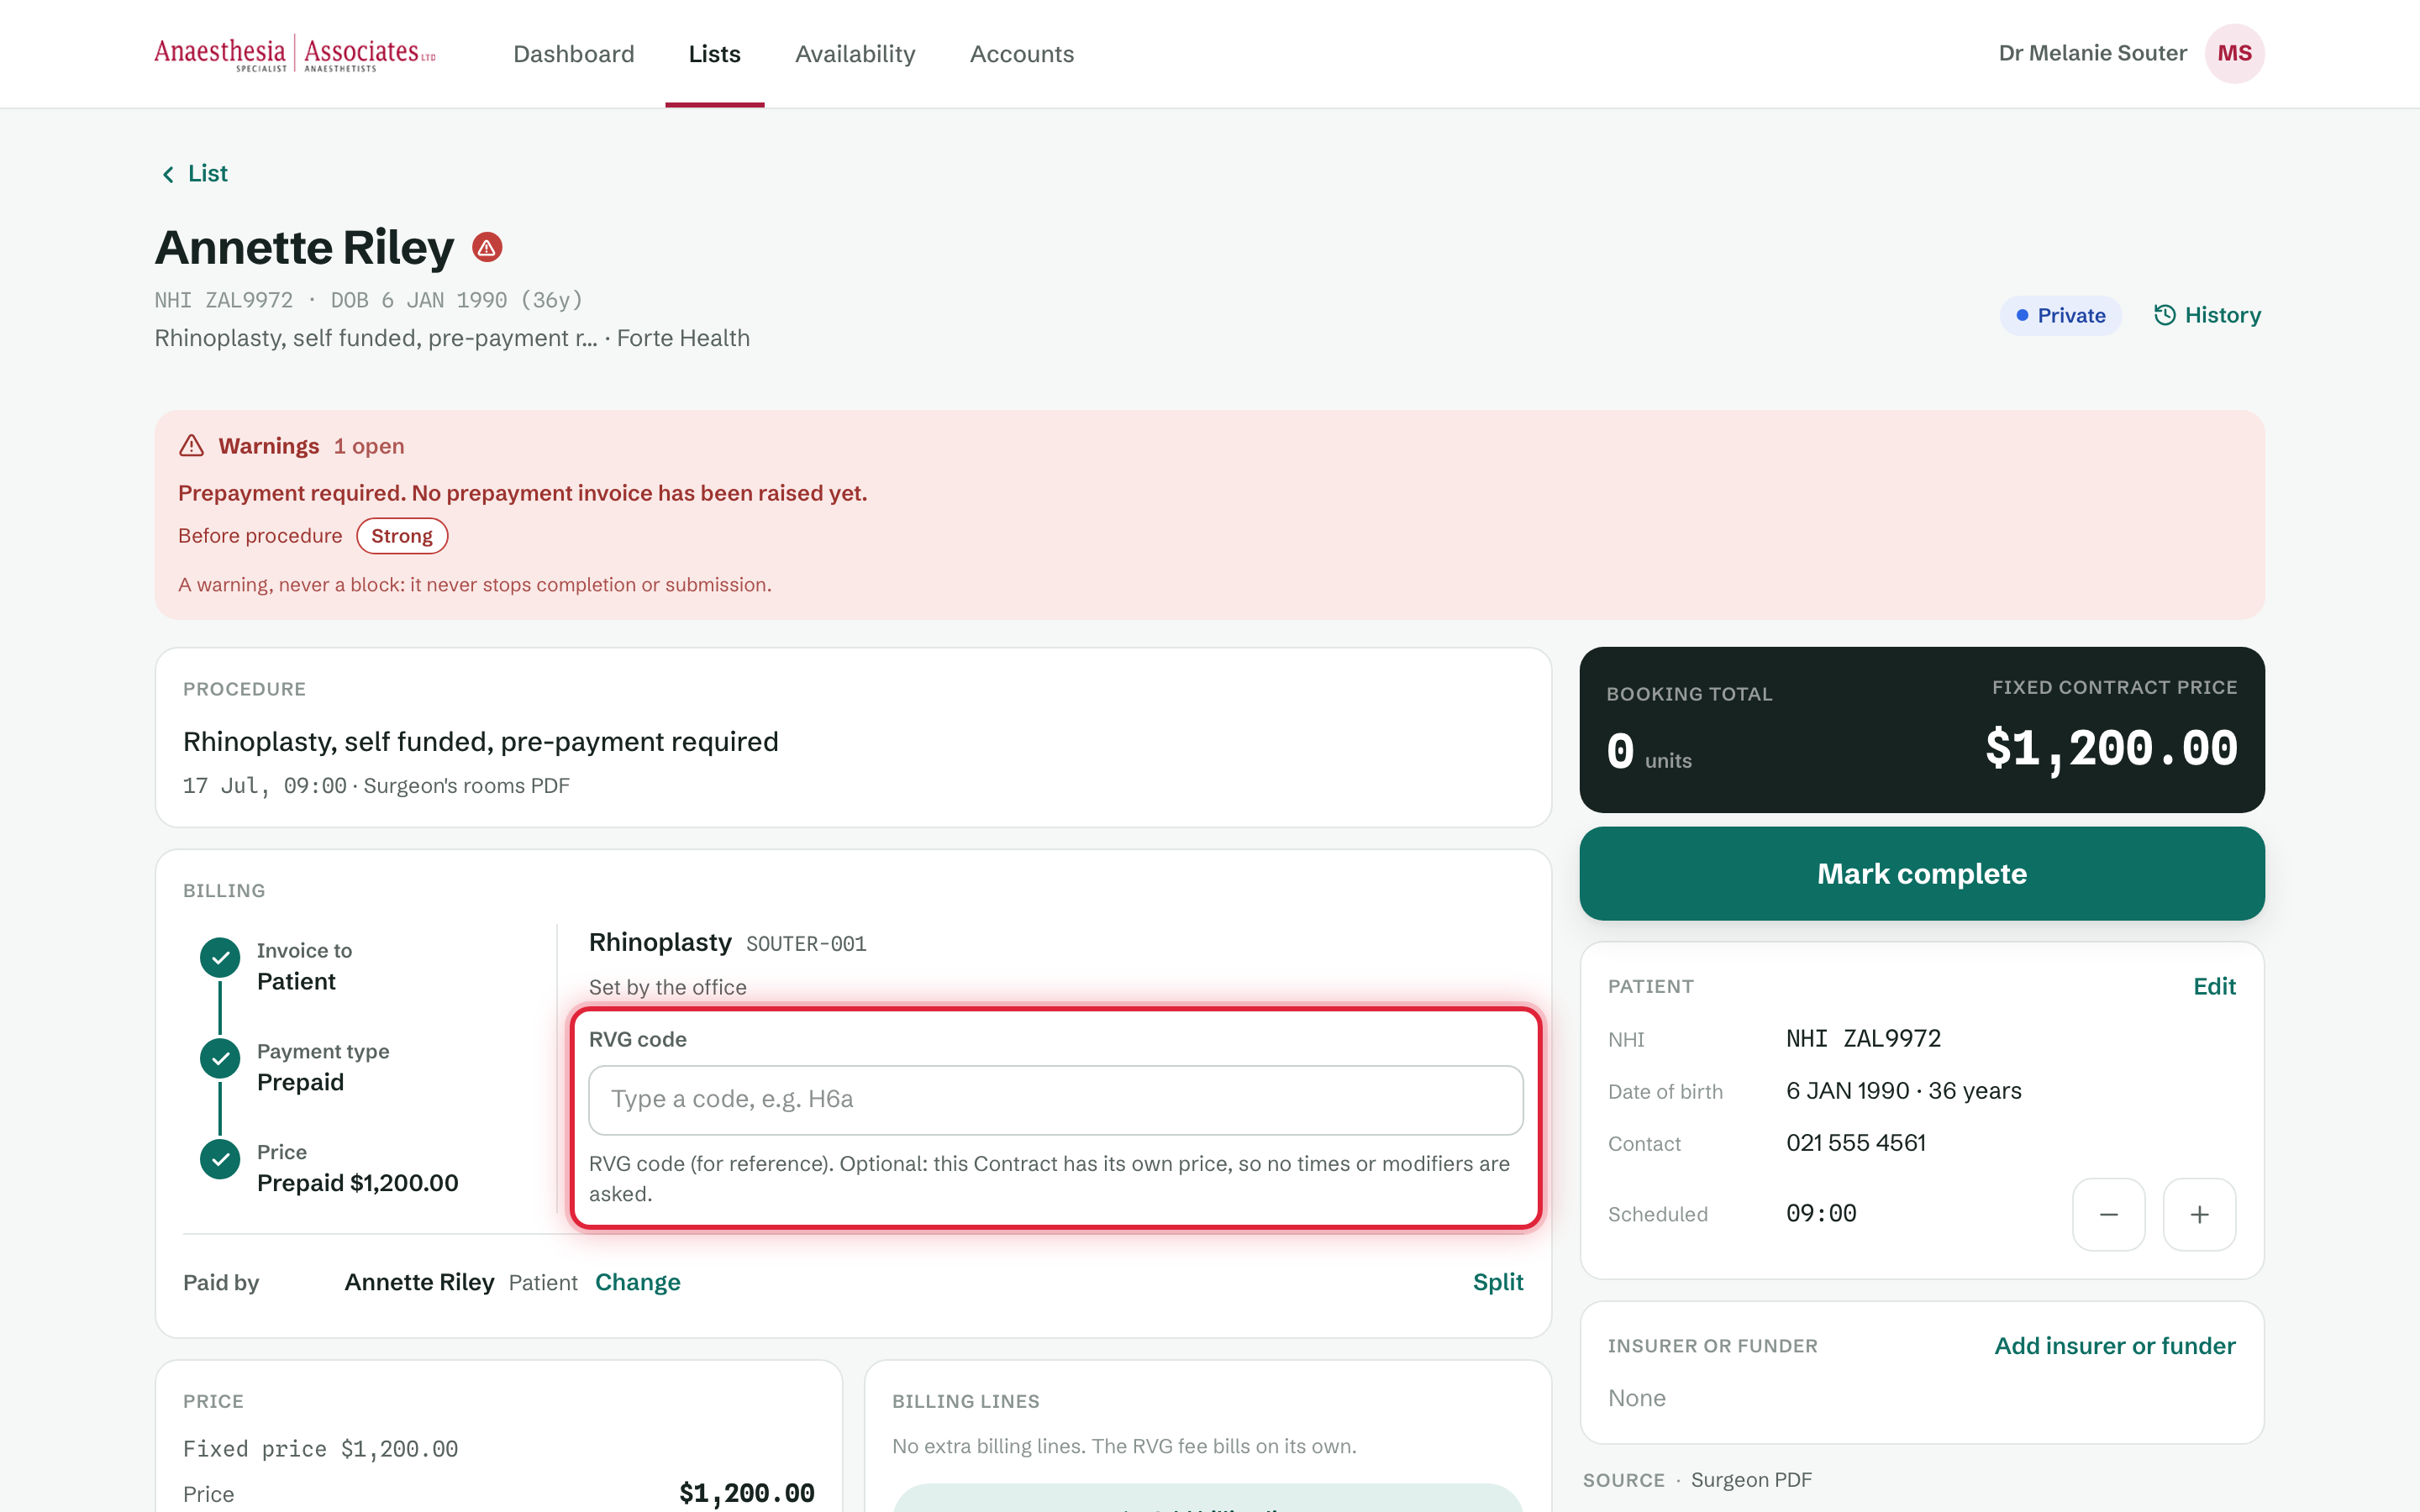 Anaesthesia | Associates LTD
SPECIALIST ANAESTHETISTS
Dashboard
Lists
Availability
Accounts
Dr Melanie Souter
MS
List
Annette Riley
NHI ZAL9972 · DOB 6 JAN 1990 (36y)
Rhinoplasty, self funded, pre-payment r... · Forte Health
Private
History
Warnings 1 open
Prepayment required. No prepayment invoice has been raised yet.
Before procedure Strong
A warning, never a block: it never stops completion or submission.
PROCEDURE
Rhinoplasty, self funded, pre-payment required
17 Jul, 09:00 · Surgeon's rooms PDF
BILLING
Invoice to
Patient
Payment type
Prepaid
Price
Prepaid $1,200.00
Rhinoplasty SOUTER-001
Set by the office
RVG code
Type a code, e.g. H6a
RVG code (for reference). Optional: this Contract has its own price, so no times or modifiers are
asked.
Paid by Annette Riley Patient Change Split
PRICE
Fixed price $1,200.00
Price $1,200.00
BILLING LINES
No extra billing lines. The RVG fee bills on its own.
BOOKING TOTAL
0 units
FIXED CONTRACT PRICE
$1,200.00
Mark complete
PATIENT Edit
NHI NHI ZAL9972
Date of birth 6 JAN 1990 · 36 years
Contact 021 555 4561
Scheduled 09:00 − +
INSURER OR FUNDER Add insurer or funder
None
SOURCE · Surgeon PDF